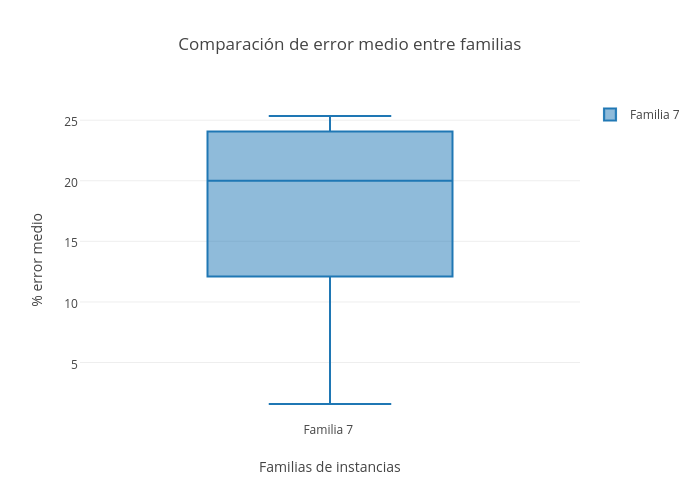 Comparación de error medio entre familias
Familia 7
25
20
15
10
5
% error medio
Familia 7
Familias de instancias